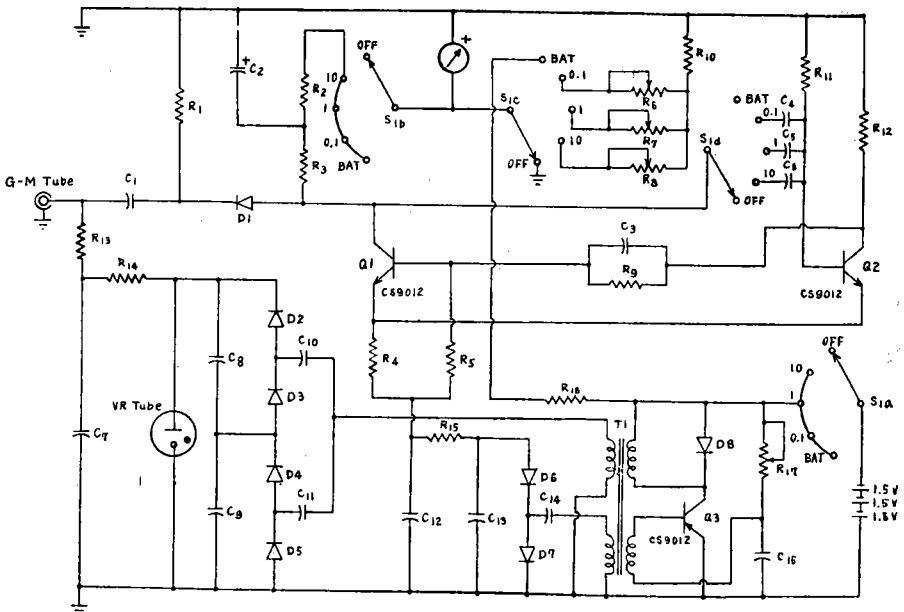 OFF
+
+
C2
R2
10
1
0.1
BAT
S1b
R3
R1
BAT
0.1
R6
1
R7
10
R8
S1c
OFF
R10
R11
R12
S1d
OFF
BAT
0.1
C4
1
C5
10
C6
G-M Tube
C1
D1
R13
R14
Q1
CS9012
C3
R9
Q2
CS9012
R4
R5
D2
C10
C8
D3
VR Tube
C7
D4
C11
C9
D5
R15
C12
C13
D6
C14
D7
T1
R16
D8
Q3
CS9012
R17
C16
OFF
10
1
0.1
BAT
S1a
1.5V
1.5V
1.5V